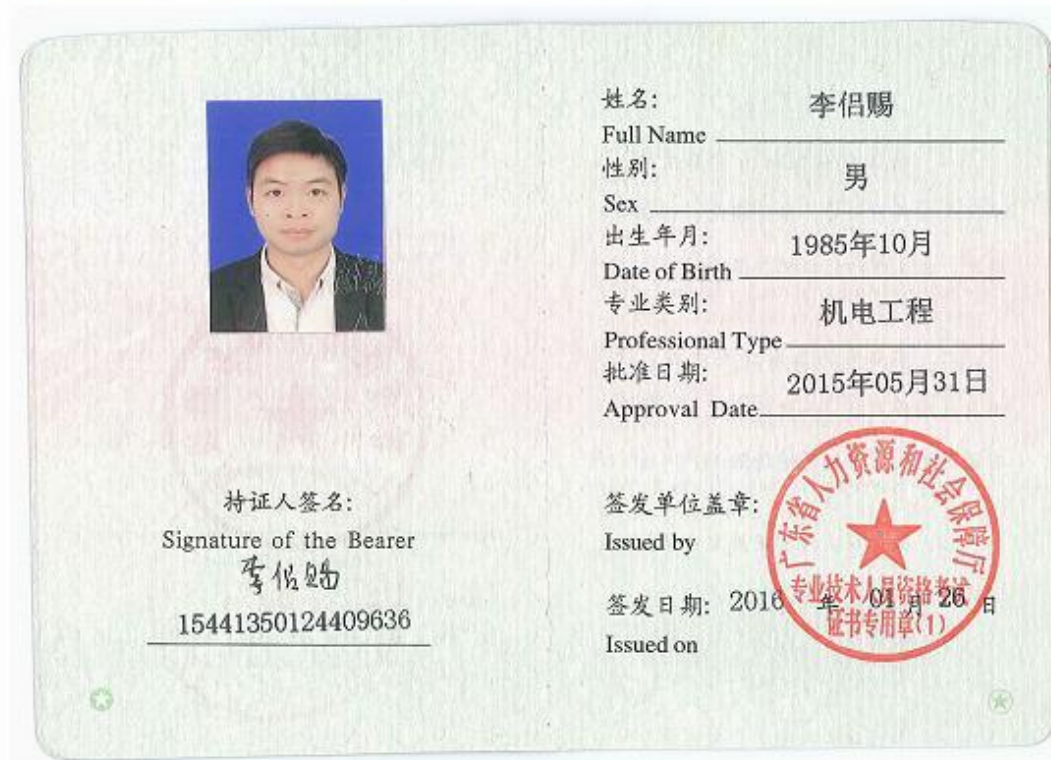 持证人签名:
Signature of the Bearer
李侣赐
15441350124409636
姓名: 李侣赐
Full Name
性别: 男
Sex
出生年月: 1985年10月
Date of Birth
专业类别: 机电工程
Professional Type
批准日期: 2015年05月31日
Approval Date
签发单位盖章:
Issued by
广东省人力资源和社会保障厅
专业技术人员资格考试
证书专用章(1)
签发日期: 2016 年 01 月 26 日
Issued on